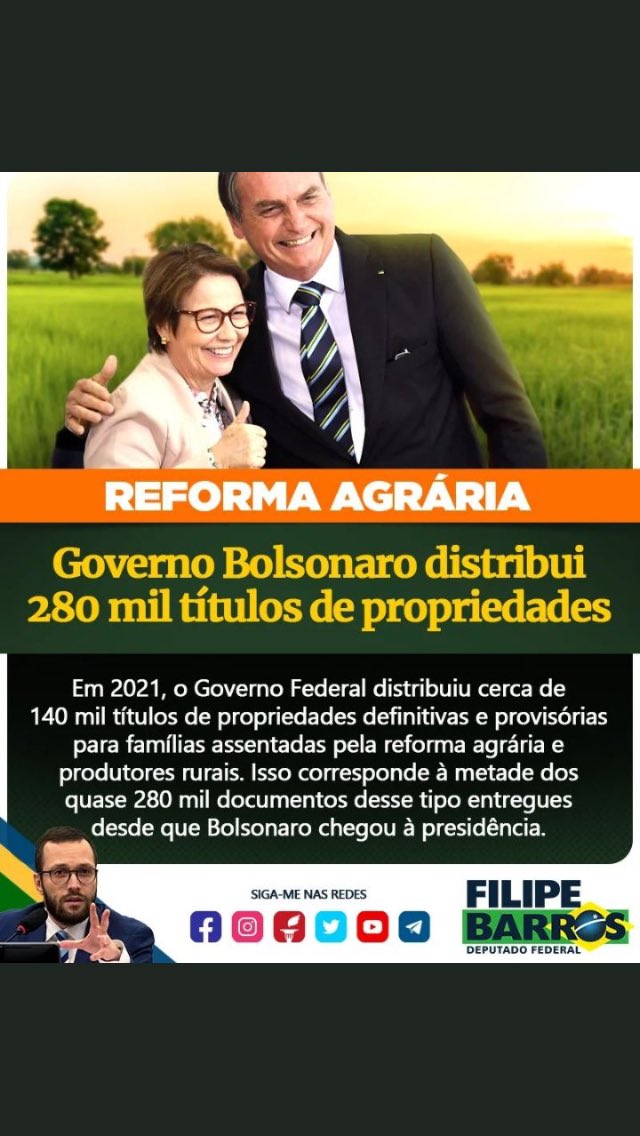 REFORMA AGRÁRIA
Governo Bolsonaro distribui
280 mil títulos de propriedades
Em 2021, o Governo Federal distribuiu cerca de
140 mil títulos de propriedades definitivas e provisórias
para famílias assentadas pela reforma agrária e
produtores rurais. Isso corresponde à metade dos
quase 280 mil documentos desse tipo entregues
desde que Bolsonaro chegou à presidência.
SIGA-ME NAS REDES
FILIPE
BARROS
DEPUTADO FEDERAL